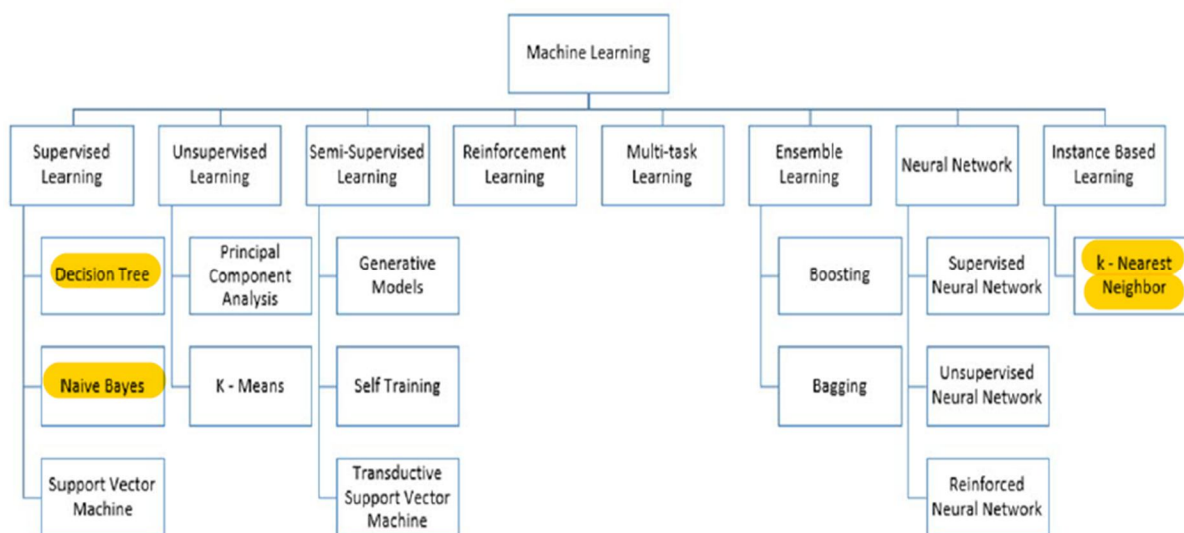 Machine Learning
Supervised
Learning
Unsupervised
Learning
Semi-Supervised
Learning
Reinforcement
Learning
Multi-task
Learning
Ensemble
Learning
Neural Network
Instance Based
Learning
Decision Tree
Principal
Component
Analysis
Generative
Models
Boosting
Supervised
Neural Network
k - Nearest
Neighbor
Naive Bayes
K - Means
Self Training
Bagging
Unsupervised
Neural Network
Support Vector
Machine
Transductive
Support Vector
Machine
Reinforced
Neural Network